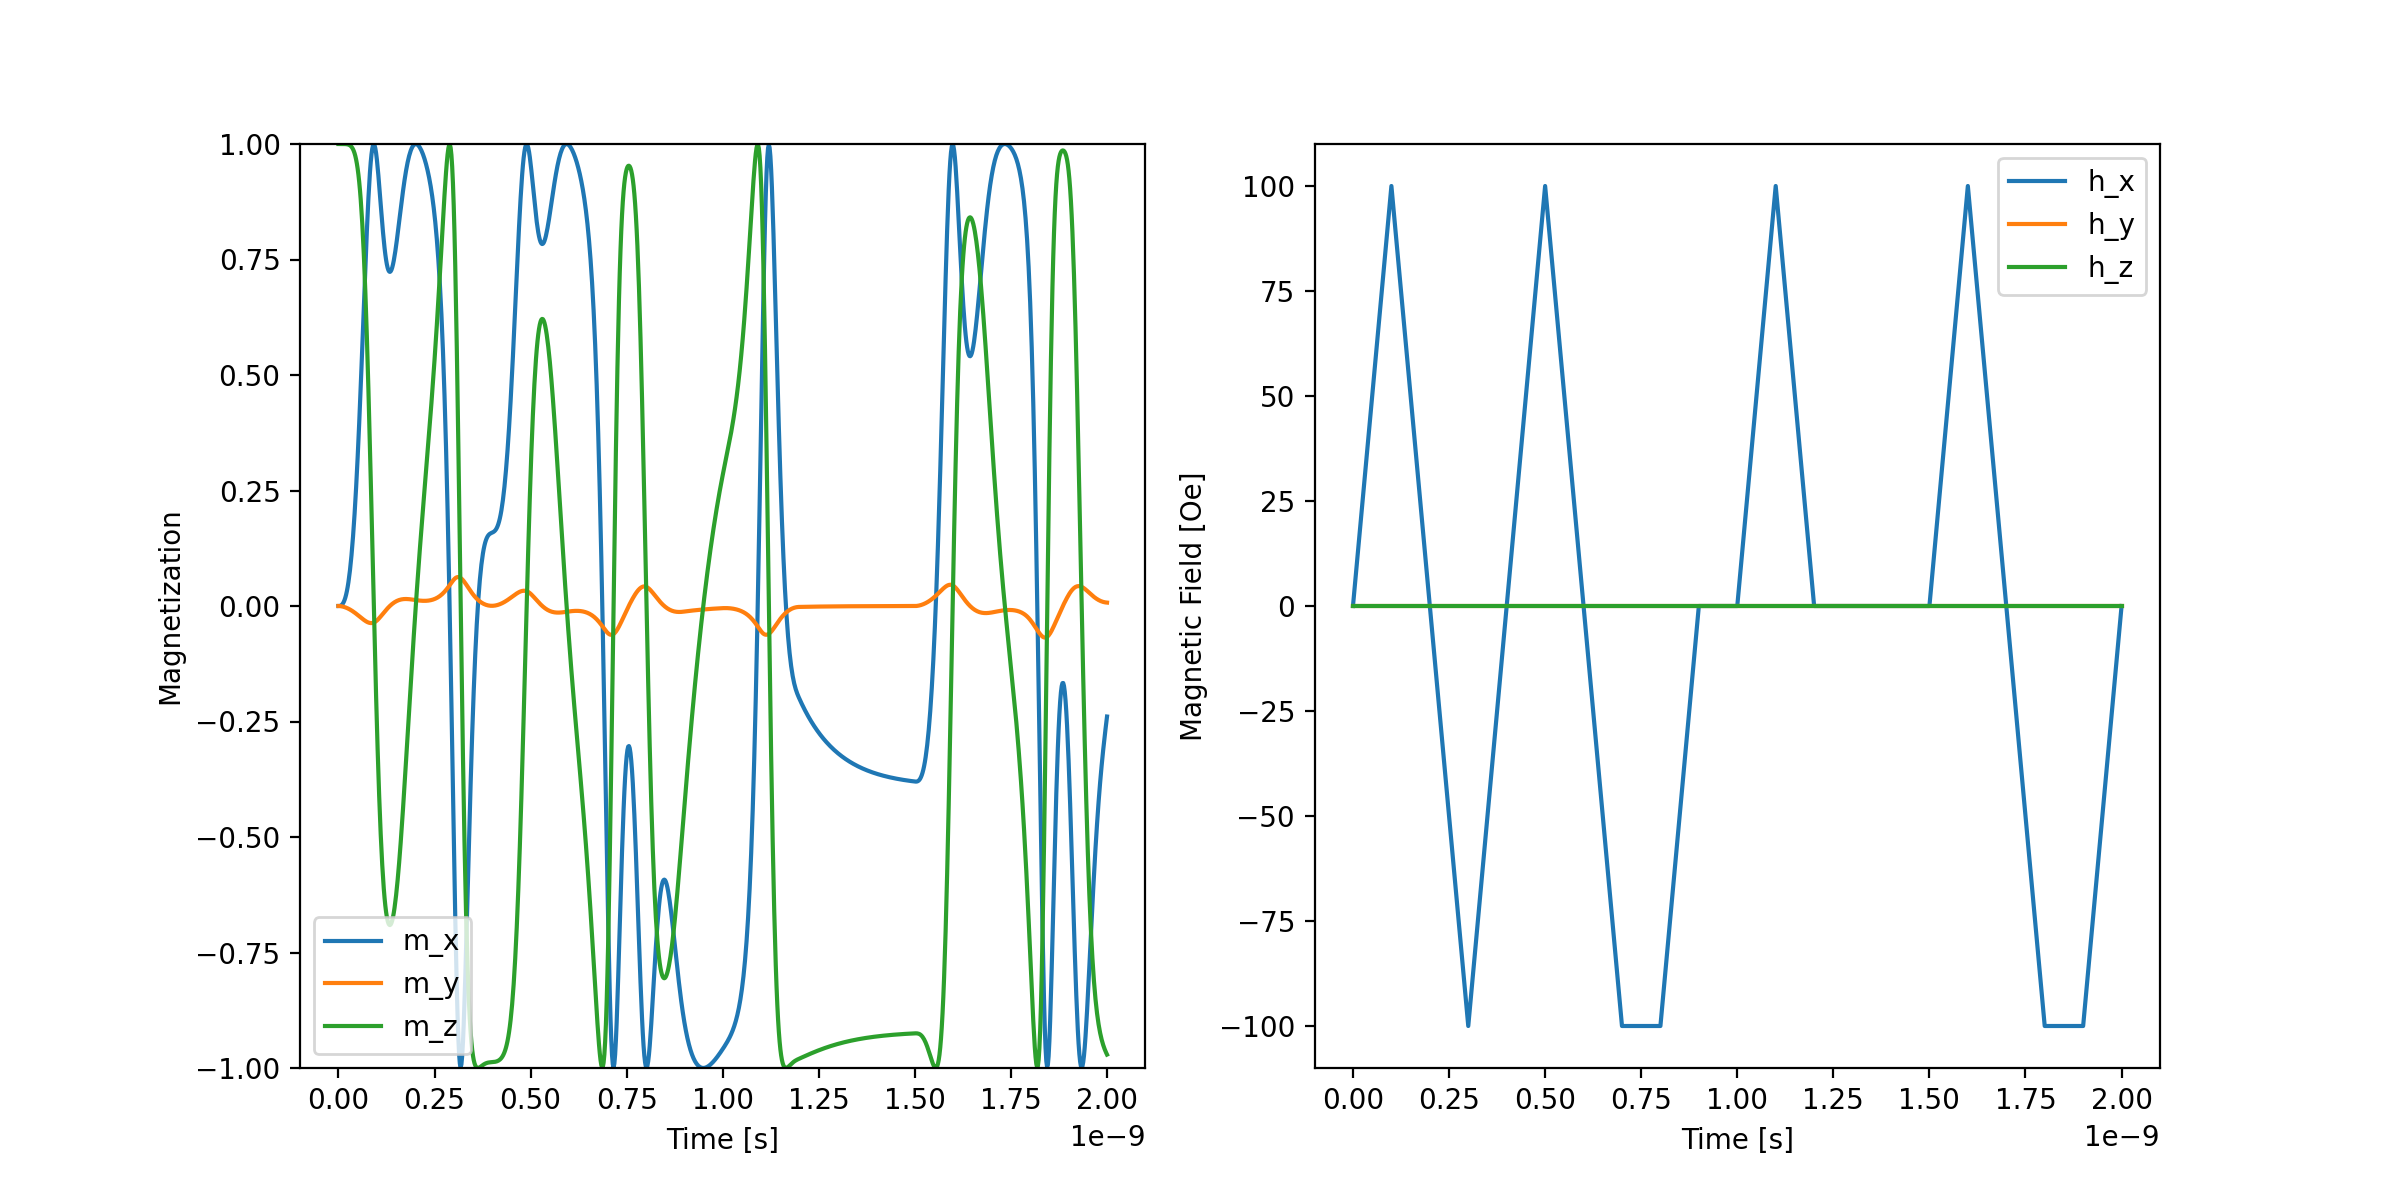 1.00
0.75
0.50
0.25
0.00
−0.25
−0.50
−0.75
−1.00
Magnetization
m_x
m_y
m_z
0.00 0.25 0.50 0.75 1.00 1.25 1.50 1.75 2.00
Time [s]
1e−9
100
75
50
25
0
−25
−50
−75
−100
Magnetic Field [Oe]
h_x
h_y
h_z
0.00 0.25 0.50 0.75 1.00 1.25 1.50 1.75 2.00
Time [s]
1e−9